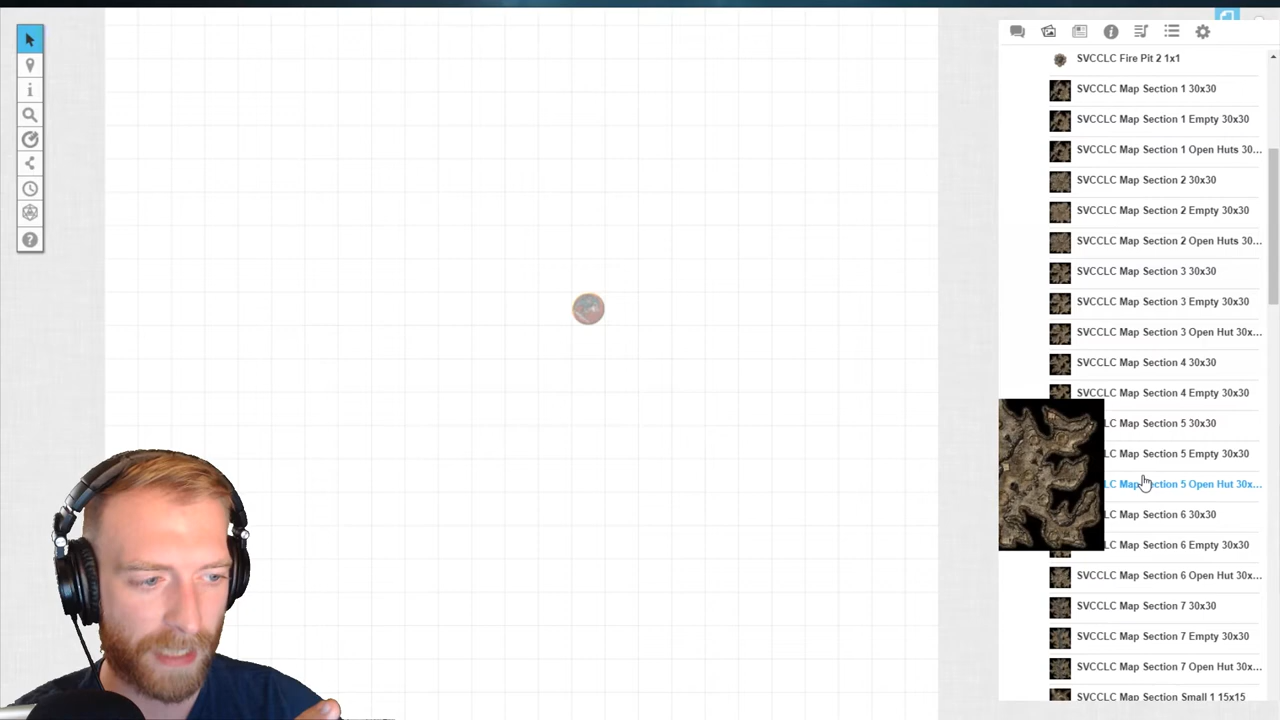 SVCCLC Fire Pit 2 1x1
SVCCLC Map Section 1 30x30
SVCCLC Map Section 1 Empty 30x30
SVCCLC Map Section 1 Open Huts 30...
SVCCLC Map Section 2 30x30
SVCCLC Map Section 2 Empty 30x30
SVCCLC Map Section 2 Open Huts 30...
SVCCLC Map Section 3 30x30
SVCCLC Map Section 3 Empty 30x30
SVCCLC Map Section 3 Open Hut 30x...
SVCCLC Map Section 4 30x30
SVCCLC Map Section 4 Empty 30x30
LC Map Section 5 30x30
LC Map Section 5 Empty 30x30
LC Map Section 5 Open Hut 30x...
LC Map Section 6 30x30
LC Map Section 6 Empty 30x30
SVCCLC Map Section 6 Open Hut 30x...
SVCCLC Map Section 7 30x30
SVCCLC Map Section 7 Empty 30x30
SVCCLC Map Section 7 Open Hut 30x...
SVCCLC Map Section Small 1